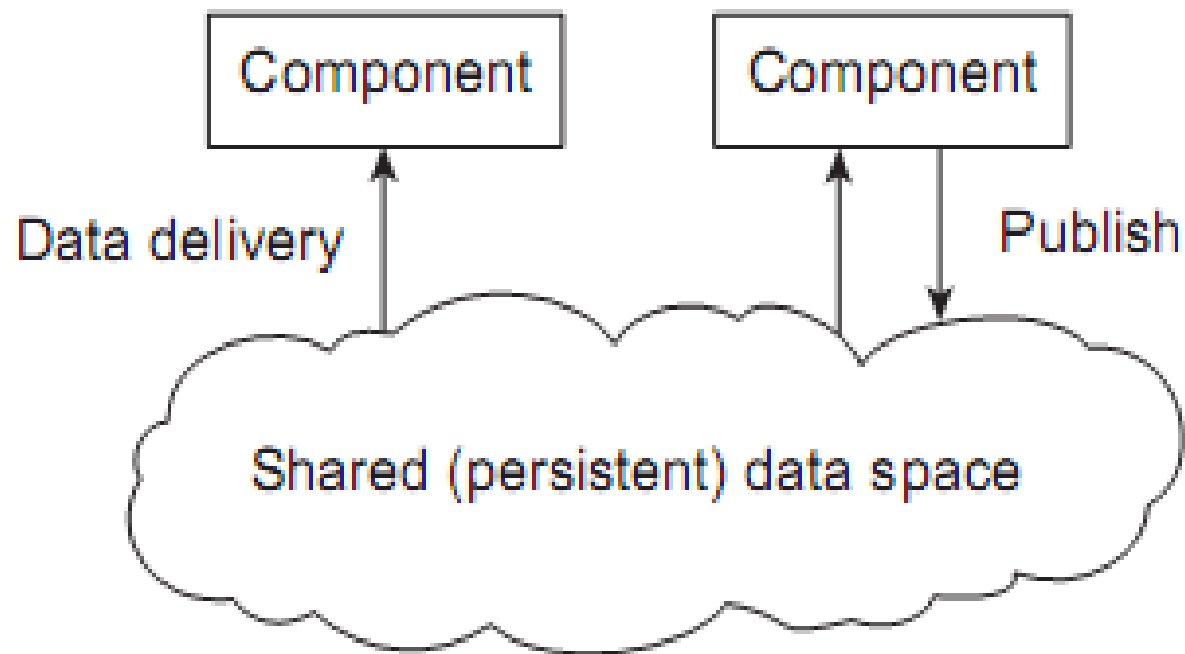 Component
Component
Data delivery
Publish
Shared (persistent) data space